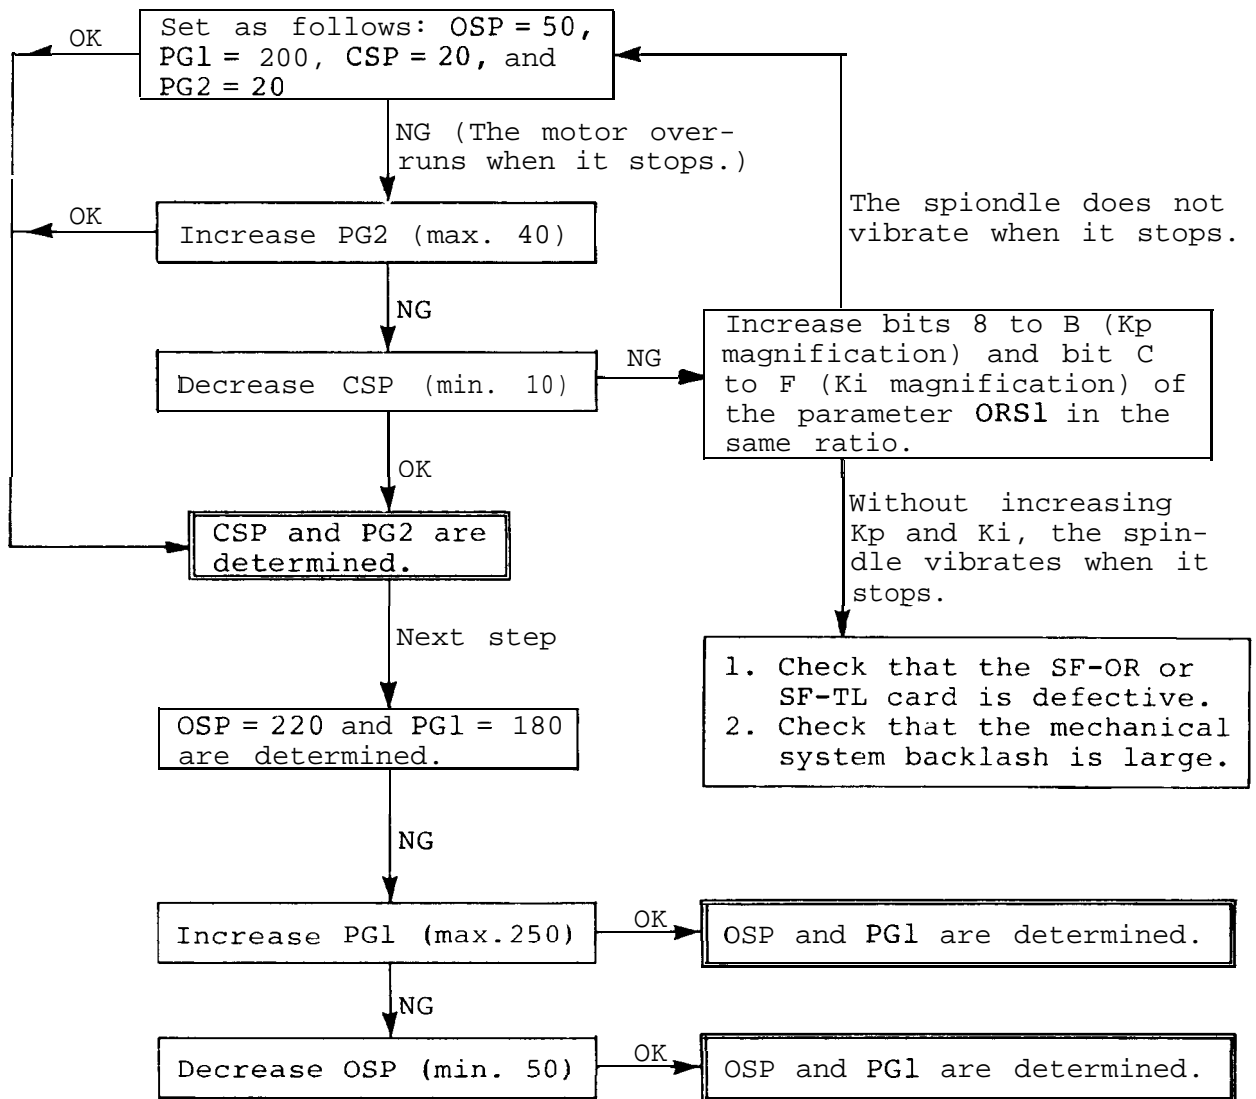 OK
Set as follows: OSP = 50,
PG1 = 200, CSP = 20, and
PG2 = 20
NG (The motor over-
runs when it stops.)
OK
Increase PG2 (max. 40)
The spiondle does not
vibrate when it stops.
NG
Decrease CSP (min. 10)
NG
Increase bits 8 to B (Kp
magnification) and bit C
to F (Ki magnification) of
the parameter ORS1 in the
same ratio.
OK
CSP and PG2 are
determined.
Without increasing
Kp and Ki, the spin-
dle vibrates when it
stops.
Next step
1. Check that the SF-OR or
SF-TL card is defective.
2. Check that the mechanical
system backlash is large.
OSP = 220 and PG1 = 180
are determined.
NG
Increase PG1 (max.250)
OK
OSP and PG1 are determined.
NG
Decrease OSP (min. 50)
OK
OSP and PG1 are determined.